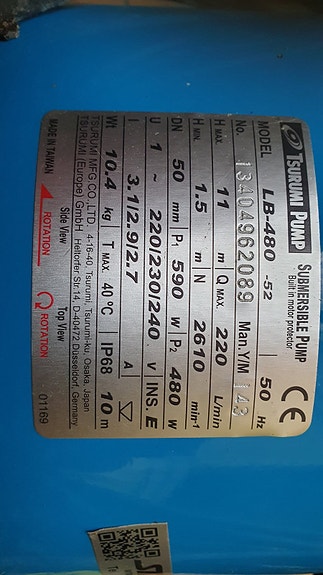 TSURUMI PUMP SUBMERSIBLE PUMP
Built in motor protector
CE
MODEL LB-480 -52 50 Hz
No. 13404962089 Man.Y/M 143
H MAX. 11 m Q MAX. 220 L/min
H MIN. 1.5 m N 2610 min-1
DN 50 mm P1 590 W P2 480 W
U 1 ~ 220/230/240 V INS. E
I 3.1/2.9/2.7 A
Wt 10.4 kg T MAX. 40 °C IP68 10 m
TSURUMI MFG CO.,LTD. 4-16-40, Tsurumi, Tsurumi-ku, Osaka, Japan
TSURUMI (Europe) GmbH. Heltorfer Str.14, D-40472 Düsseldorf, Germany.
Side View Top View
MADE IN TAIWAN ROTATION ROTATION 01169